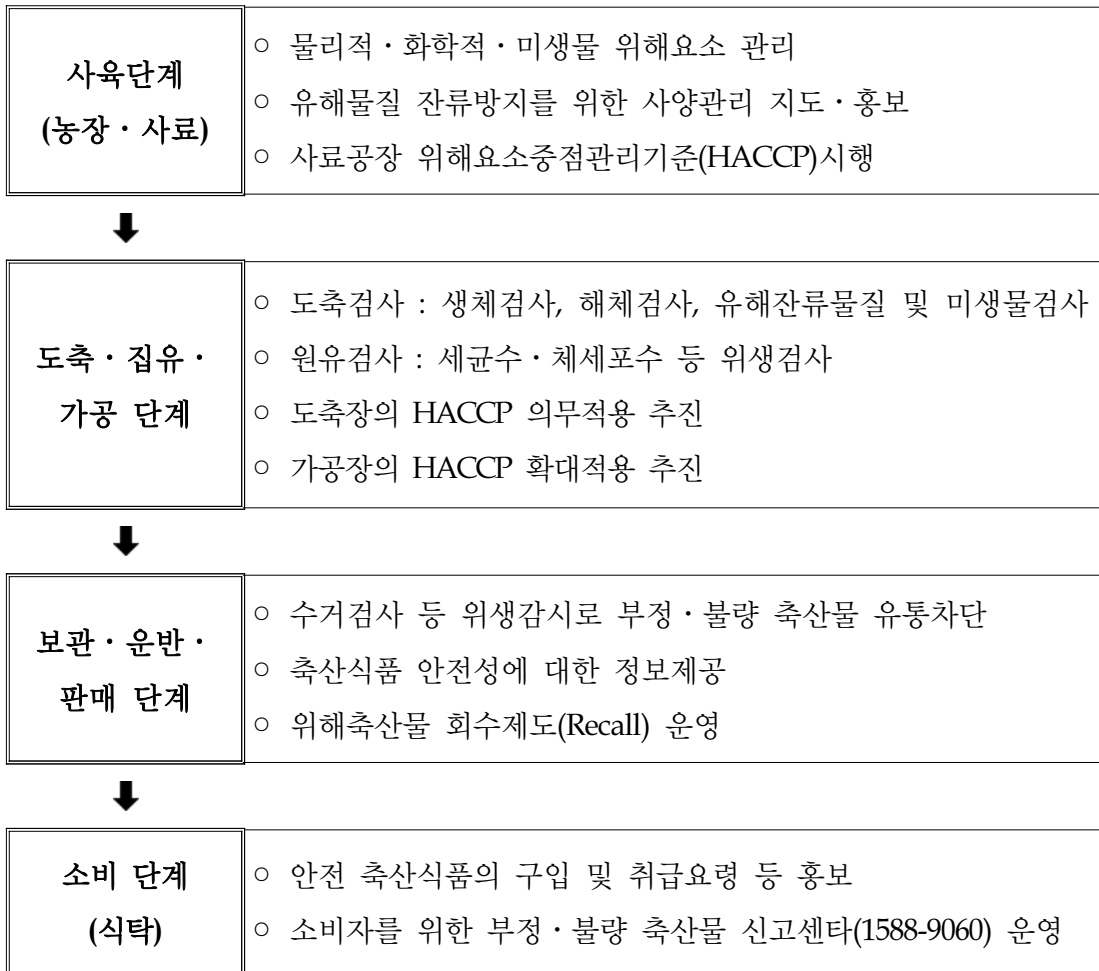 사육단계
(농장・사료)
○ 물리적・화학적・미생물 위해요소 관리
○ 유해물질 잔류방지를 위한 사양관리 지도・홍보
○ 사료공장 위해요소중점관리기준(HACCP)시행
도축・집유・
가공 단계
○ 도축검사 : 생체검사, 해체검사, 유해잔류물질 및 미생물검사
○ 원유검사 : 세균수・체세포수 등 위생검사
○ 도축장의 HACCP 의무적용 추진
○ 가공장의 HACCP 확대적용 추진
보관・운반・
판매 단계
○ 수거검사 등 위생감시로 부정・불량 축산물 유통차단
○ 축산식품 안전성에 대한 정보제공
○ 위해축산물 회수제도(Recall) 운영
소비 단계
(식탁)
○ 안전 축산식품의 구입 및 취급요령 등 홍보
○ 소비자를 위한 부정・불량 축산물 신고센타(1588-9060) 운영